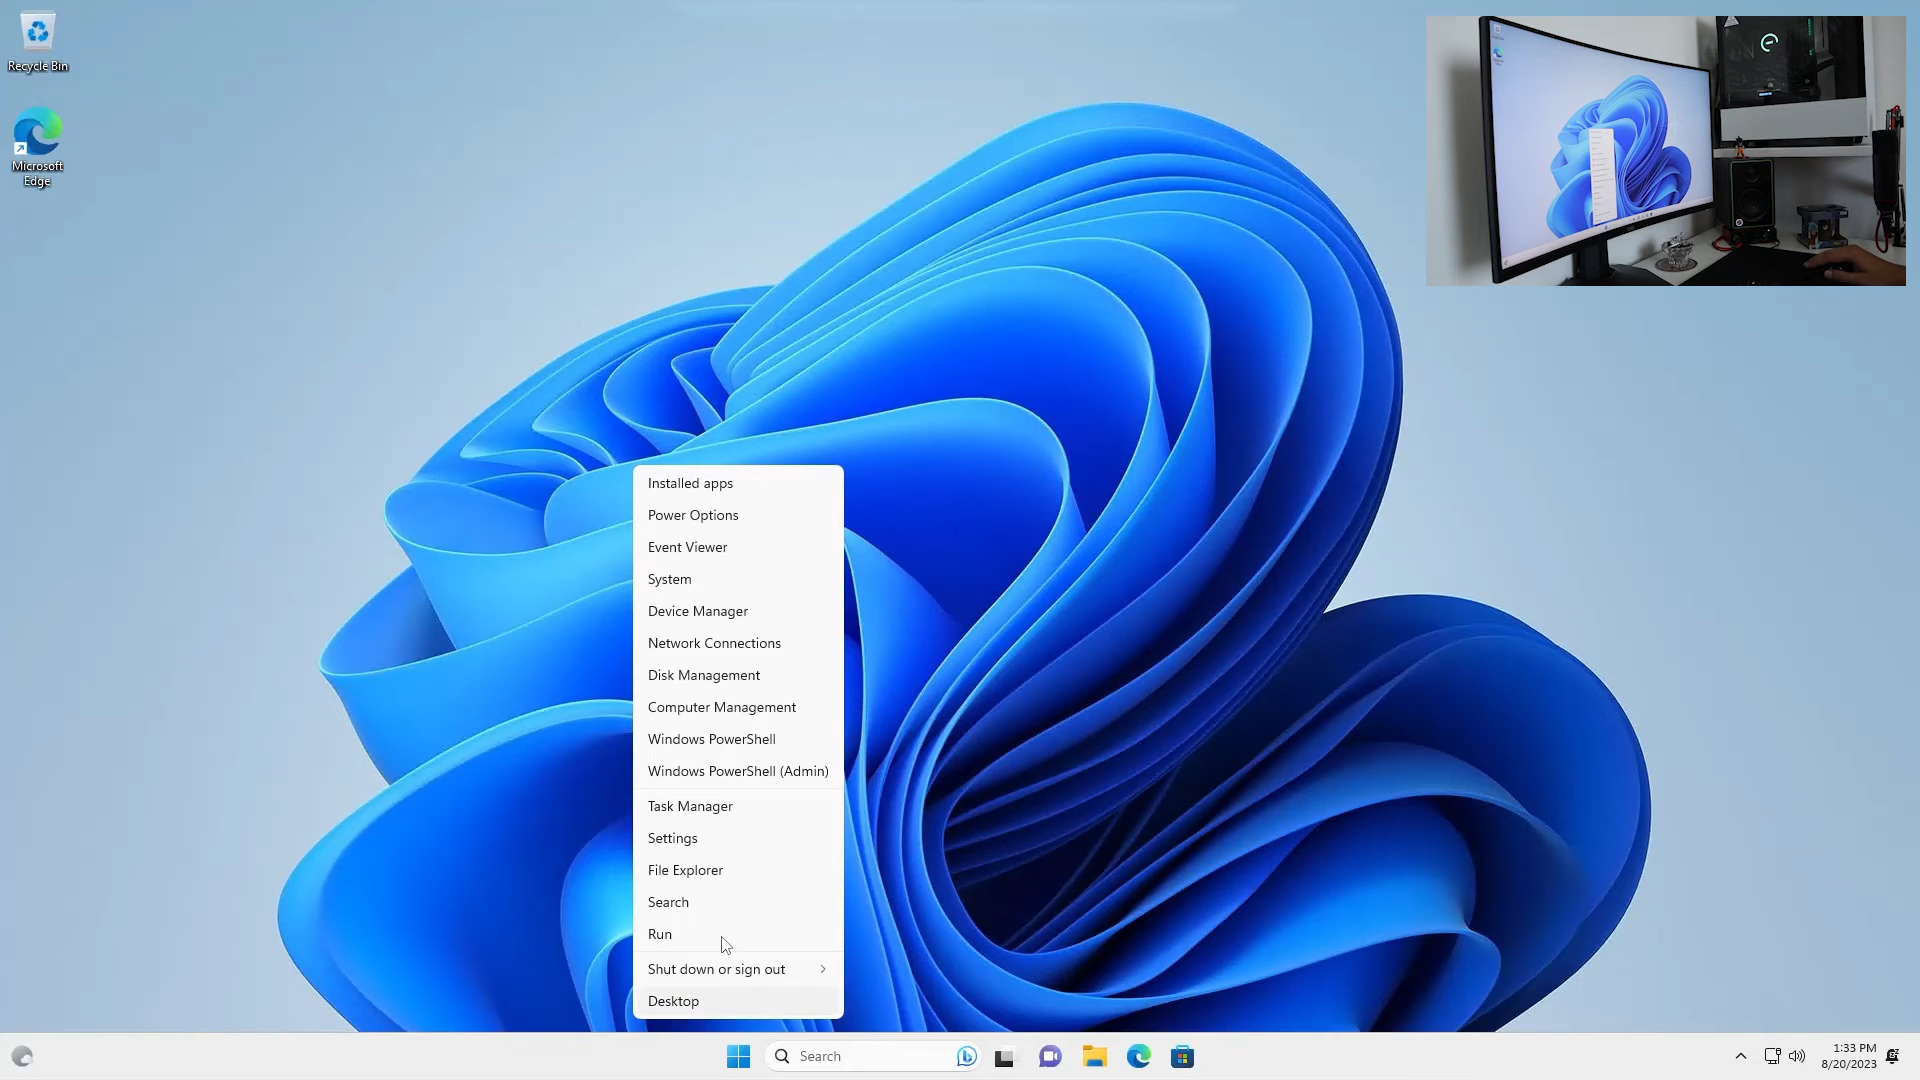 Recycle Bin
Microsoft
Edge
Installed apps
Power Options
Event Viewer
System
Device Manager
Network Connections
Disk Management
Computer Management
Windows PowerShell
Windows PowerShell (Admin)
Task Manager
Settings
File Explorer
Search
Run
Shut down or sign out
Desktop
Search
1:33 PM
8/20/2023